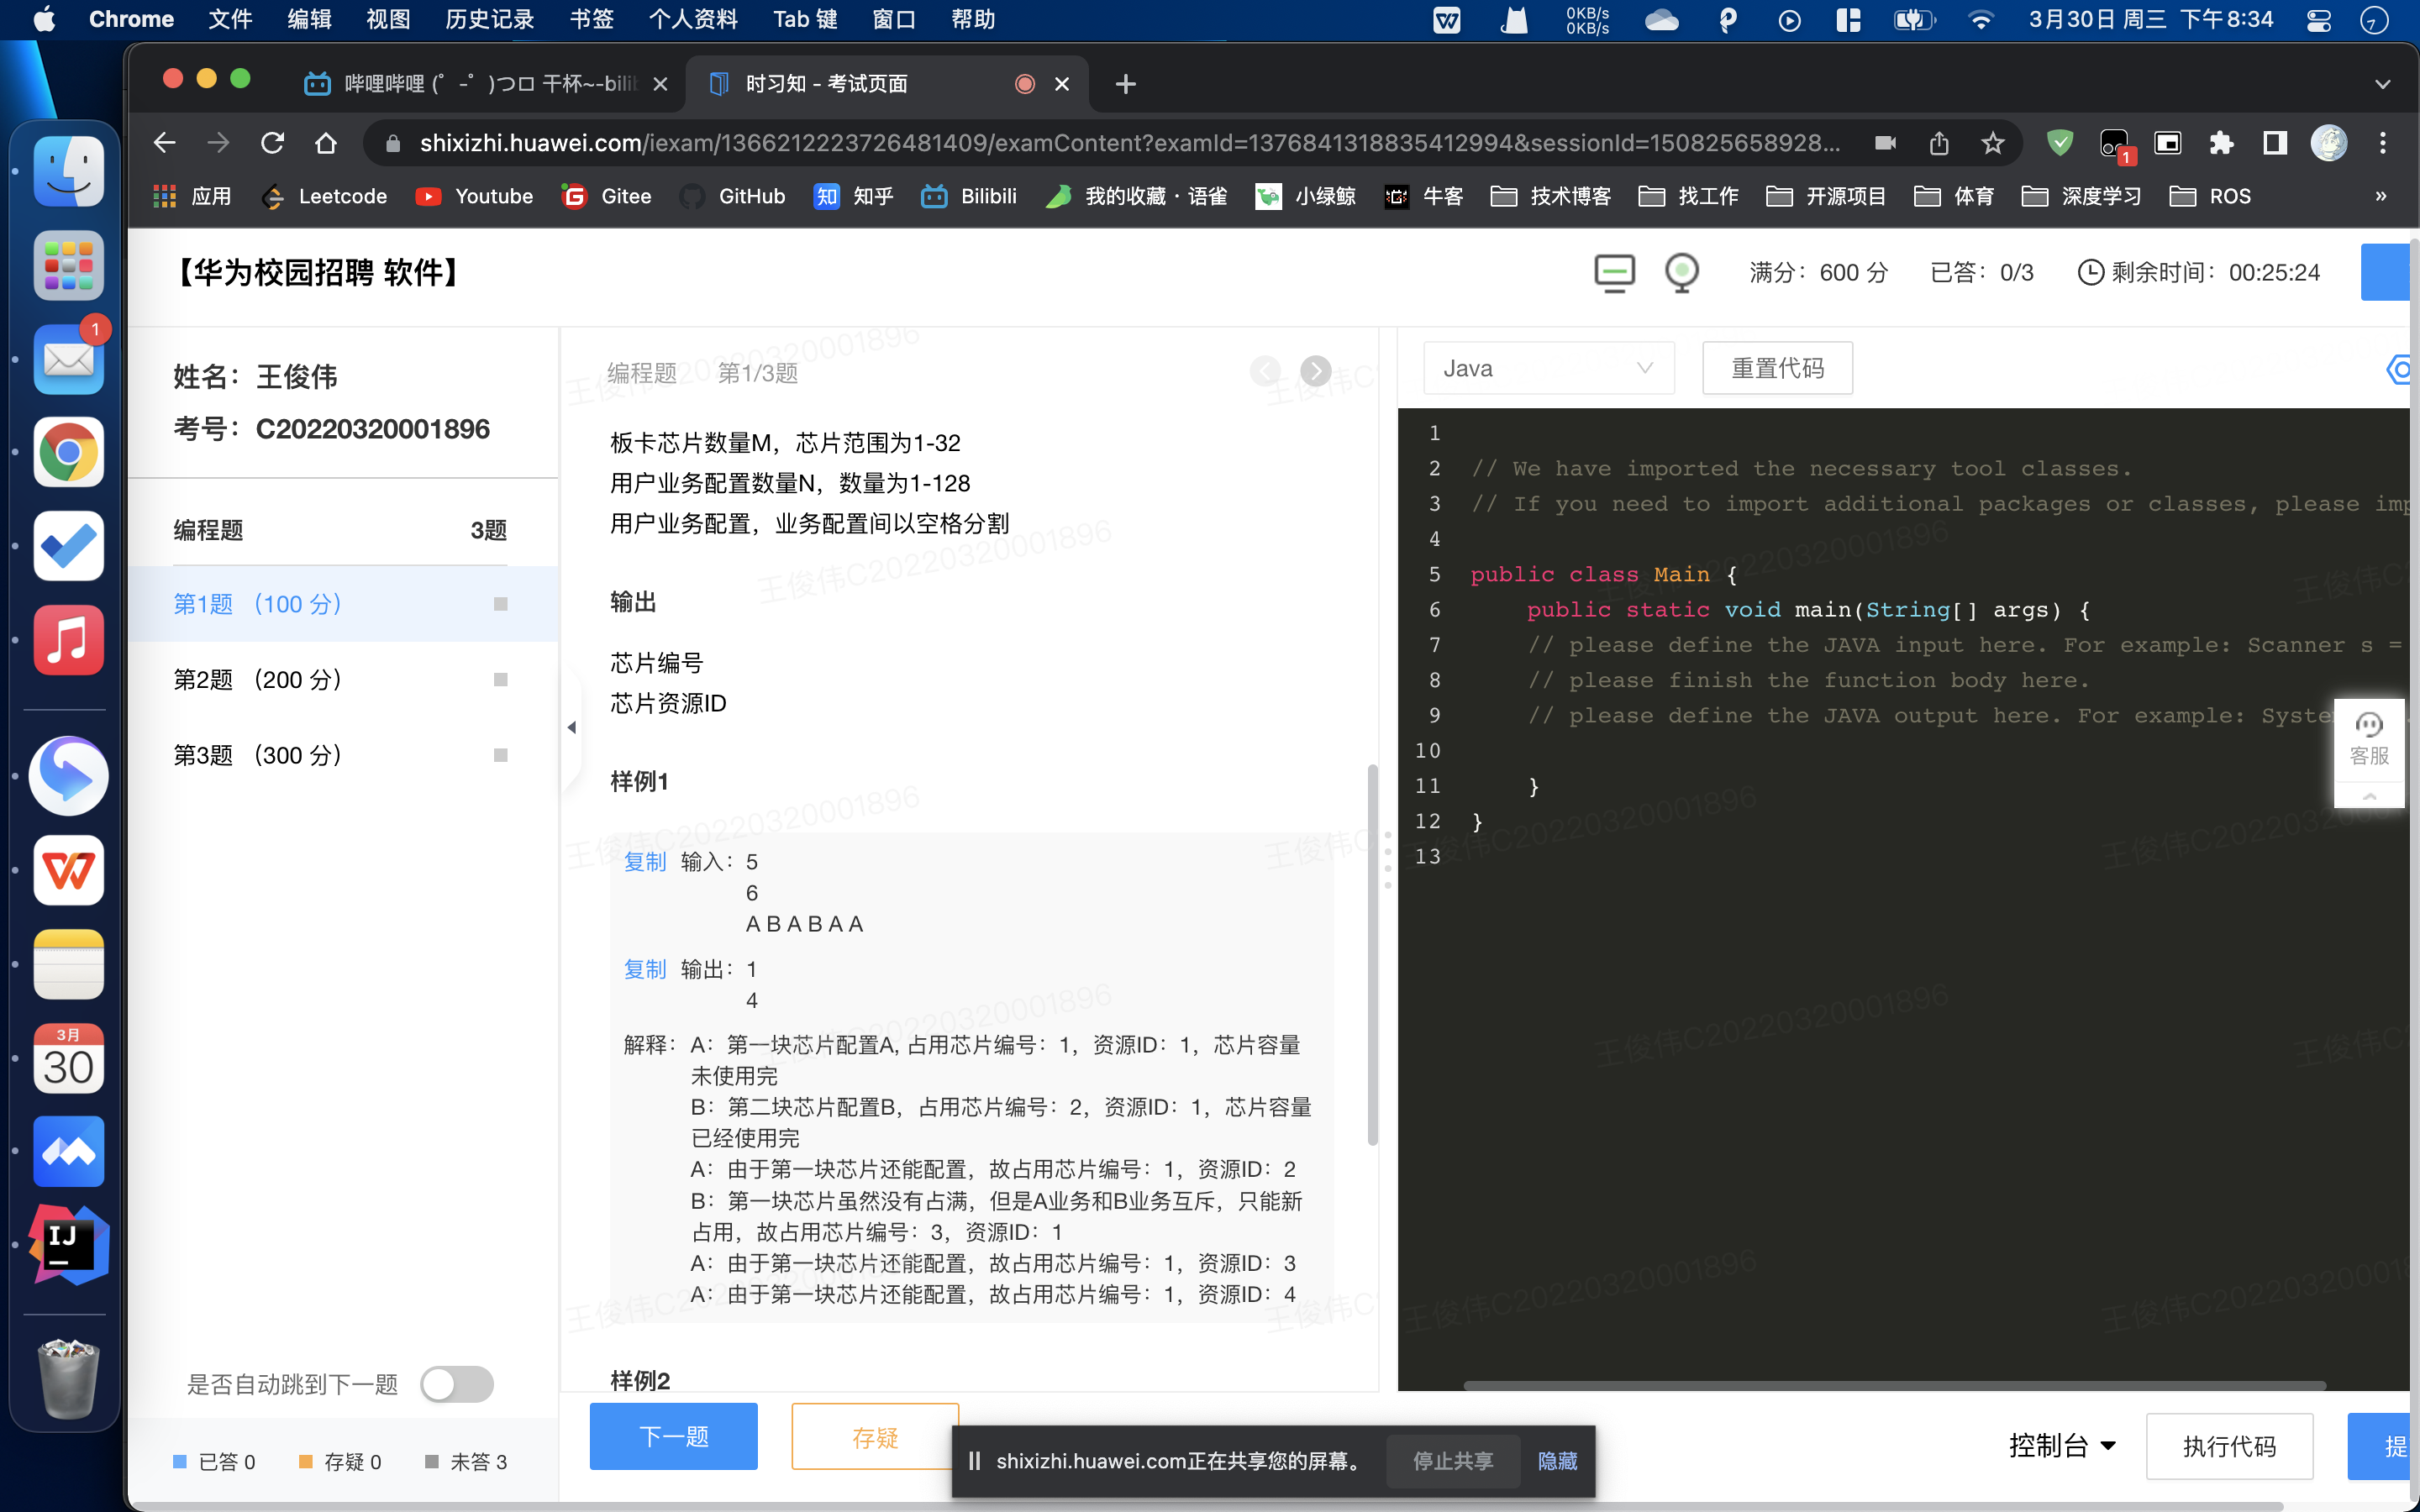 Chrome 文件 编辑 视图 历史记录 书签 个人资料 Tab 键 窗口 帮助 0KB/s 0KB/s 3月30日 周三 下午8:34
哔哩哔哩 (゜-゜)つロ 干杯~-bilib
时习知 - 考试页面
shixizhi.huawei.com/iexam/1366212223726481409/examContent?examId=1376841318835412994&sessionId=150825658928...
1
应用 Leetcode Youtube Gitee GitHub 知乎 Bilibili 我的收藏 · 语雀 小绿鲸 牛客 技术博客 找工作 开源项目 体育 深度学习 ROS »
【华为校园招聘 软件】
满分：600 分 已答：0/3 剩余时间：00:25:24
姓名：王俊伟
考号：C20220320001896
编程题 3题
第1题 （100 分）
第2题 （200 分）
第3题 （300 分）
是否自动跳到下一题
已答 0 存疑 0 未答 3
编程题 第1/3题
板卡芯片数量M，芯片范围为1-32
用户业务配置数量N，数量为1-128
用户业务配置，业务配置间以空格分割
输出
芯片编号
芯片资源ID
样例1
复制 输入：5
6
A B A B A A
复制 输出：1
4
解释：A：第一块芯片配置A, 占用芯片编号：1，资源ID：1，芯片容量
未使用完
B：第二块芯片配置B，占用芯片编号：2，资源ID：1，芯片容量
已经使用完
A：由于第一块芯片还能配置，故占用芯片编号：1，资源ID：2
B：第一块芯片虽然没有占满，但是A业务和B业务互斥，只能新
占用，故占用芯片编号：3，资源ID：1
A：由于第一块芯片还能配置，故占用芯片编号：1，资源ID：3
A：由于第一块芯片还能配置，故占用芯片编号：1，资源ID：4
样例2
下一题 存疑
Java 重置代码
1
2 // We have imported the necessary tool classes.
3 // If you need to import additional packages or classes, please imp
4
5 public class Main {
6 public static void main(String[] args) {
7 // please define the JAVA input here. For example: Scanner s =
8 // please finish the function body here.
9 // please define the JAVA output here. For example: Syste
10
11 }
12 }
13
客服
控制台 执行代码 提
shixizhi.huawei.com正在共享您的屏幕。 停止共享 隐藏
1
3月
30
IJ
王俊伟C20220320001896